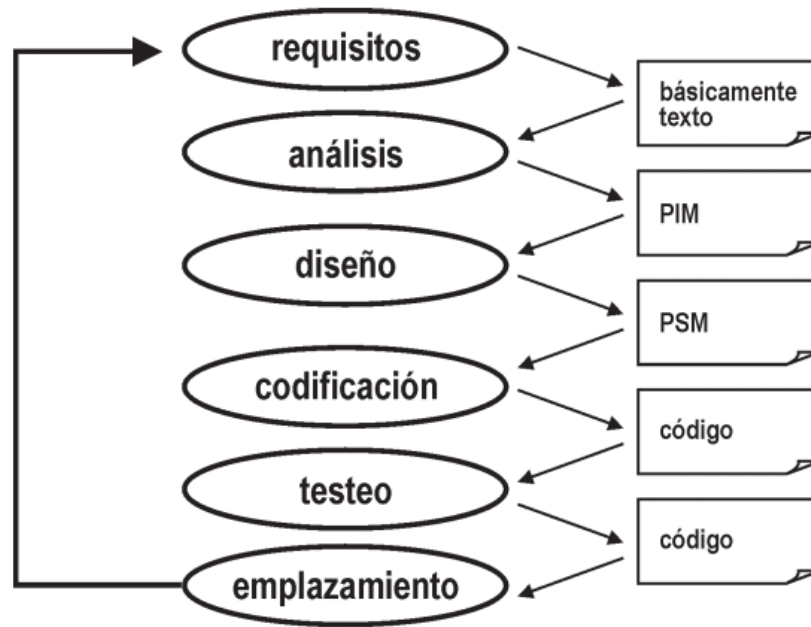 requisitos
básicamente
texto
análisis
PIM
diseño
PSM
codificación
código
testeo
código
emplazamiento